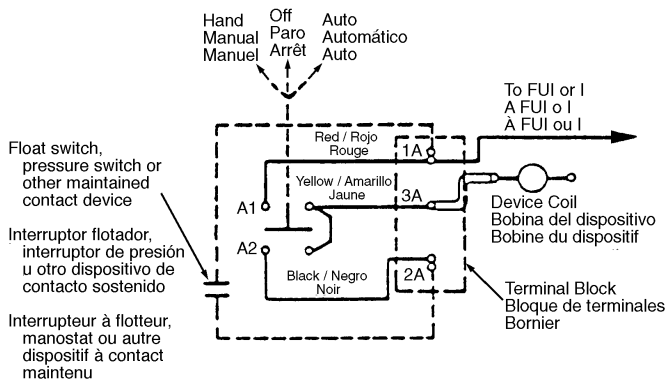 Hand
Manual
Manuel
Off
Paro
Arrêt
Auto
Automático
Auto
To FUI or I
A FUI o I
À FUI ou I
Red / Rojo
Rouge
1A
Float switch,
pressure switch or
other maintained
contact device
Yellow / Amarillo
Jaune
3A
A1
Device Coil
Bobina del dispositivo
Bobine du dispositif
Interruptor flotador,
interruptor de presión
u otro dispositivo de
contacto sostenido
A2
Black / Negro
Noir
2A
Terminal Block
Bloque de terminales
Bornier
Interrupteur à flotteur,
manostat ou autre
dispositif à contact
maintenu